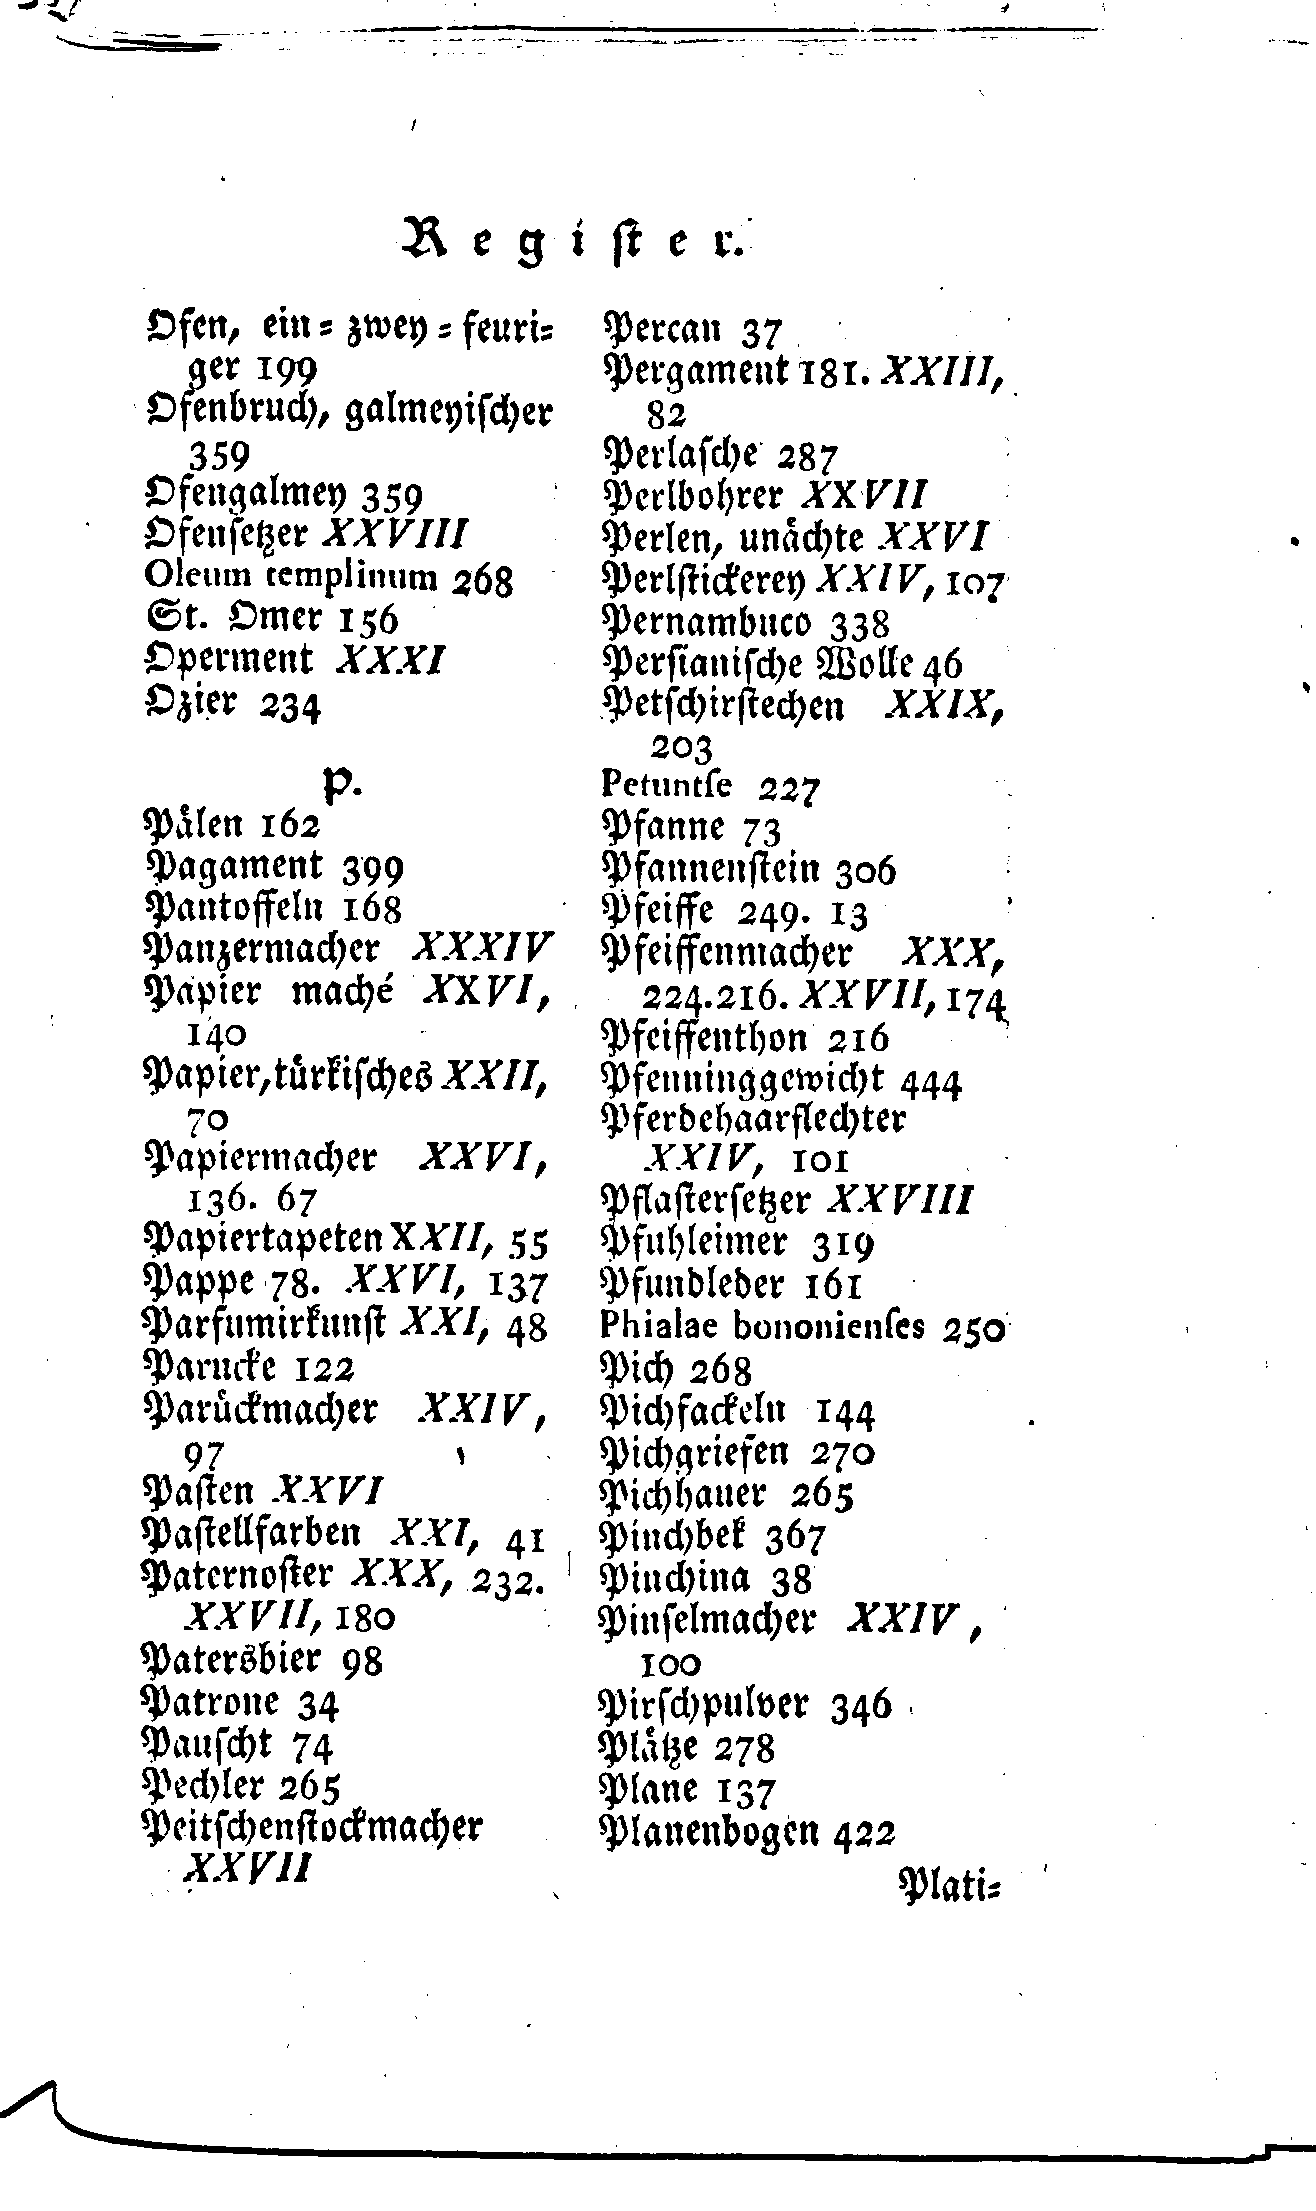 Register.
Ofen, ein- zwey- feuri-
ger 199
Ofenbruch, galmeyiſcher
359
Ofengalmey 359
Ofenſetzer XXVIII
Oleum templinum 268
St. Omer 156
Operment XXXI
Ozier 234
P.
Påſen 162
Pagament 399
Pantoffeln 168
Panzermacher XXXIV
Papier maché XXVI,
140
Papier, tůrkiſches XXII,
70
Papiermacher XXVI,
136. 67
Papiertapeten XXII, 55
Pappe 78. XXVI, 137
Parfumirkunſt XXI, 48
Parucke 122
Parůckmacher XXIV,
97
Paſten XXVI
Paſtellfarben XXI, 41
Paternoſter XXX, 232.
XXVII, 180
Patersbier 98
Patrone 34
Pauſcht 74
Pechler 265
Peitſchenſtockmacher
XXVII
Percan 37
Pergament 181. XXIII,
82
Perlaſche 287
Perlbohrer XXVII
Perlen, unåchte XXVI
Perlſtickerey XXIV, 107
Pernambuco 338
Perſianiſche Wolle 46
Petſchirſtechen XXIX,
203
Petuntſe 227
Pfanne 73
Pfannenſtein 306
Pfeiffe 249. 13
Pfeiffenmacher XXX,
224. 216. XXVII, 174
Pfeiffenthon 216
Pfenninggewicht 444
Pferdehaarflechter
XXIV, 101
Pflaſterſetzer XXVIII
Pfuhleimer 319
Pfundleder 161
Phialae bononienſes 250
Pich 268
Pichfackeln 144
Pichgriefen 270
Pichhauer 265
Pinchbek 367
Pinchina 38
Pinſelmacher XXIV,
100
Pirſchpulver 346
Plåtze 278
Plane 137
Planenbogen 422
Plati-